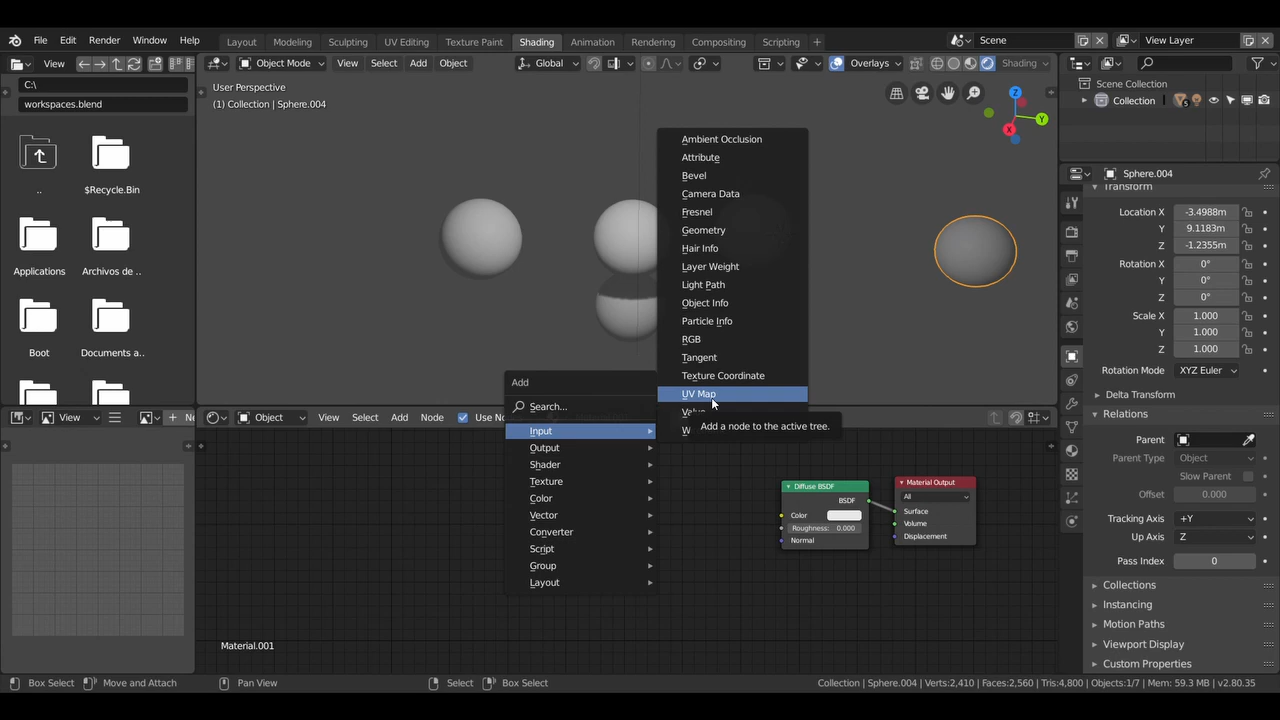 File Edit Render Window Help
Layout Modeling Sculpting UV Editing Texture Paint Shading Animation Rendering Compositing Scripting +
Scene
View Layer
View
Object Mode View Select Add Object
Global
Overlays
Shading
C:\
workspaces.blend
..
$Recycle.Bin
Applications
Archivos de ..
Boot
Documents a..
User Perspective
(1) Collection | Sphere.004
Z
Y
X
Scene Collection
Collection
5
Sphere.004
Transform
Location X -3.4988m
Y 9.1183m
Z -1.2355m
Rotation X 0°
Y 0°
Z 0°
Scale X 1.000
Y 1.000
Z 1.000
Rotation Mode XYZ Euler
Delta Transform
Relations
Parent
Parent Type Object
Slow Parent
Offset 0.000
Tracking Axis +Y
Up Axis Z
Pass Index 0
Collections
Instancing
Motion Paths
Viewport Display
Custom Properties
View
Ne
Object View Select Add Node Use No
Add
Search...
Input
Output
Shader
Texture
Color
Vector
Converter
Script
Group
Layout
Ambient Occlusion
Attribute
Bevel
Camera Data
Fresnel
Geometry
Hair Info
Layer Weight
Light Path
Object Info
Particle Info
RGB
Tangent
Texture Coordinate
UV Map
Value
W
Add a node to the active tree.
Diffuse BSDF
BSDF
Color
Roughness: 0.000
Normal
Material Output
All
Surface
Volume
Displacement
Material.001
Box Select Move and Attach Pan View Select Box Select
Collection | Sphere.004 | Verts:2,410 | Faces:2,560 | Tris:4,800 | Objects:1/7 | Mem: 59.3 MB | v2.80.35